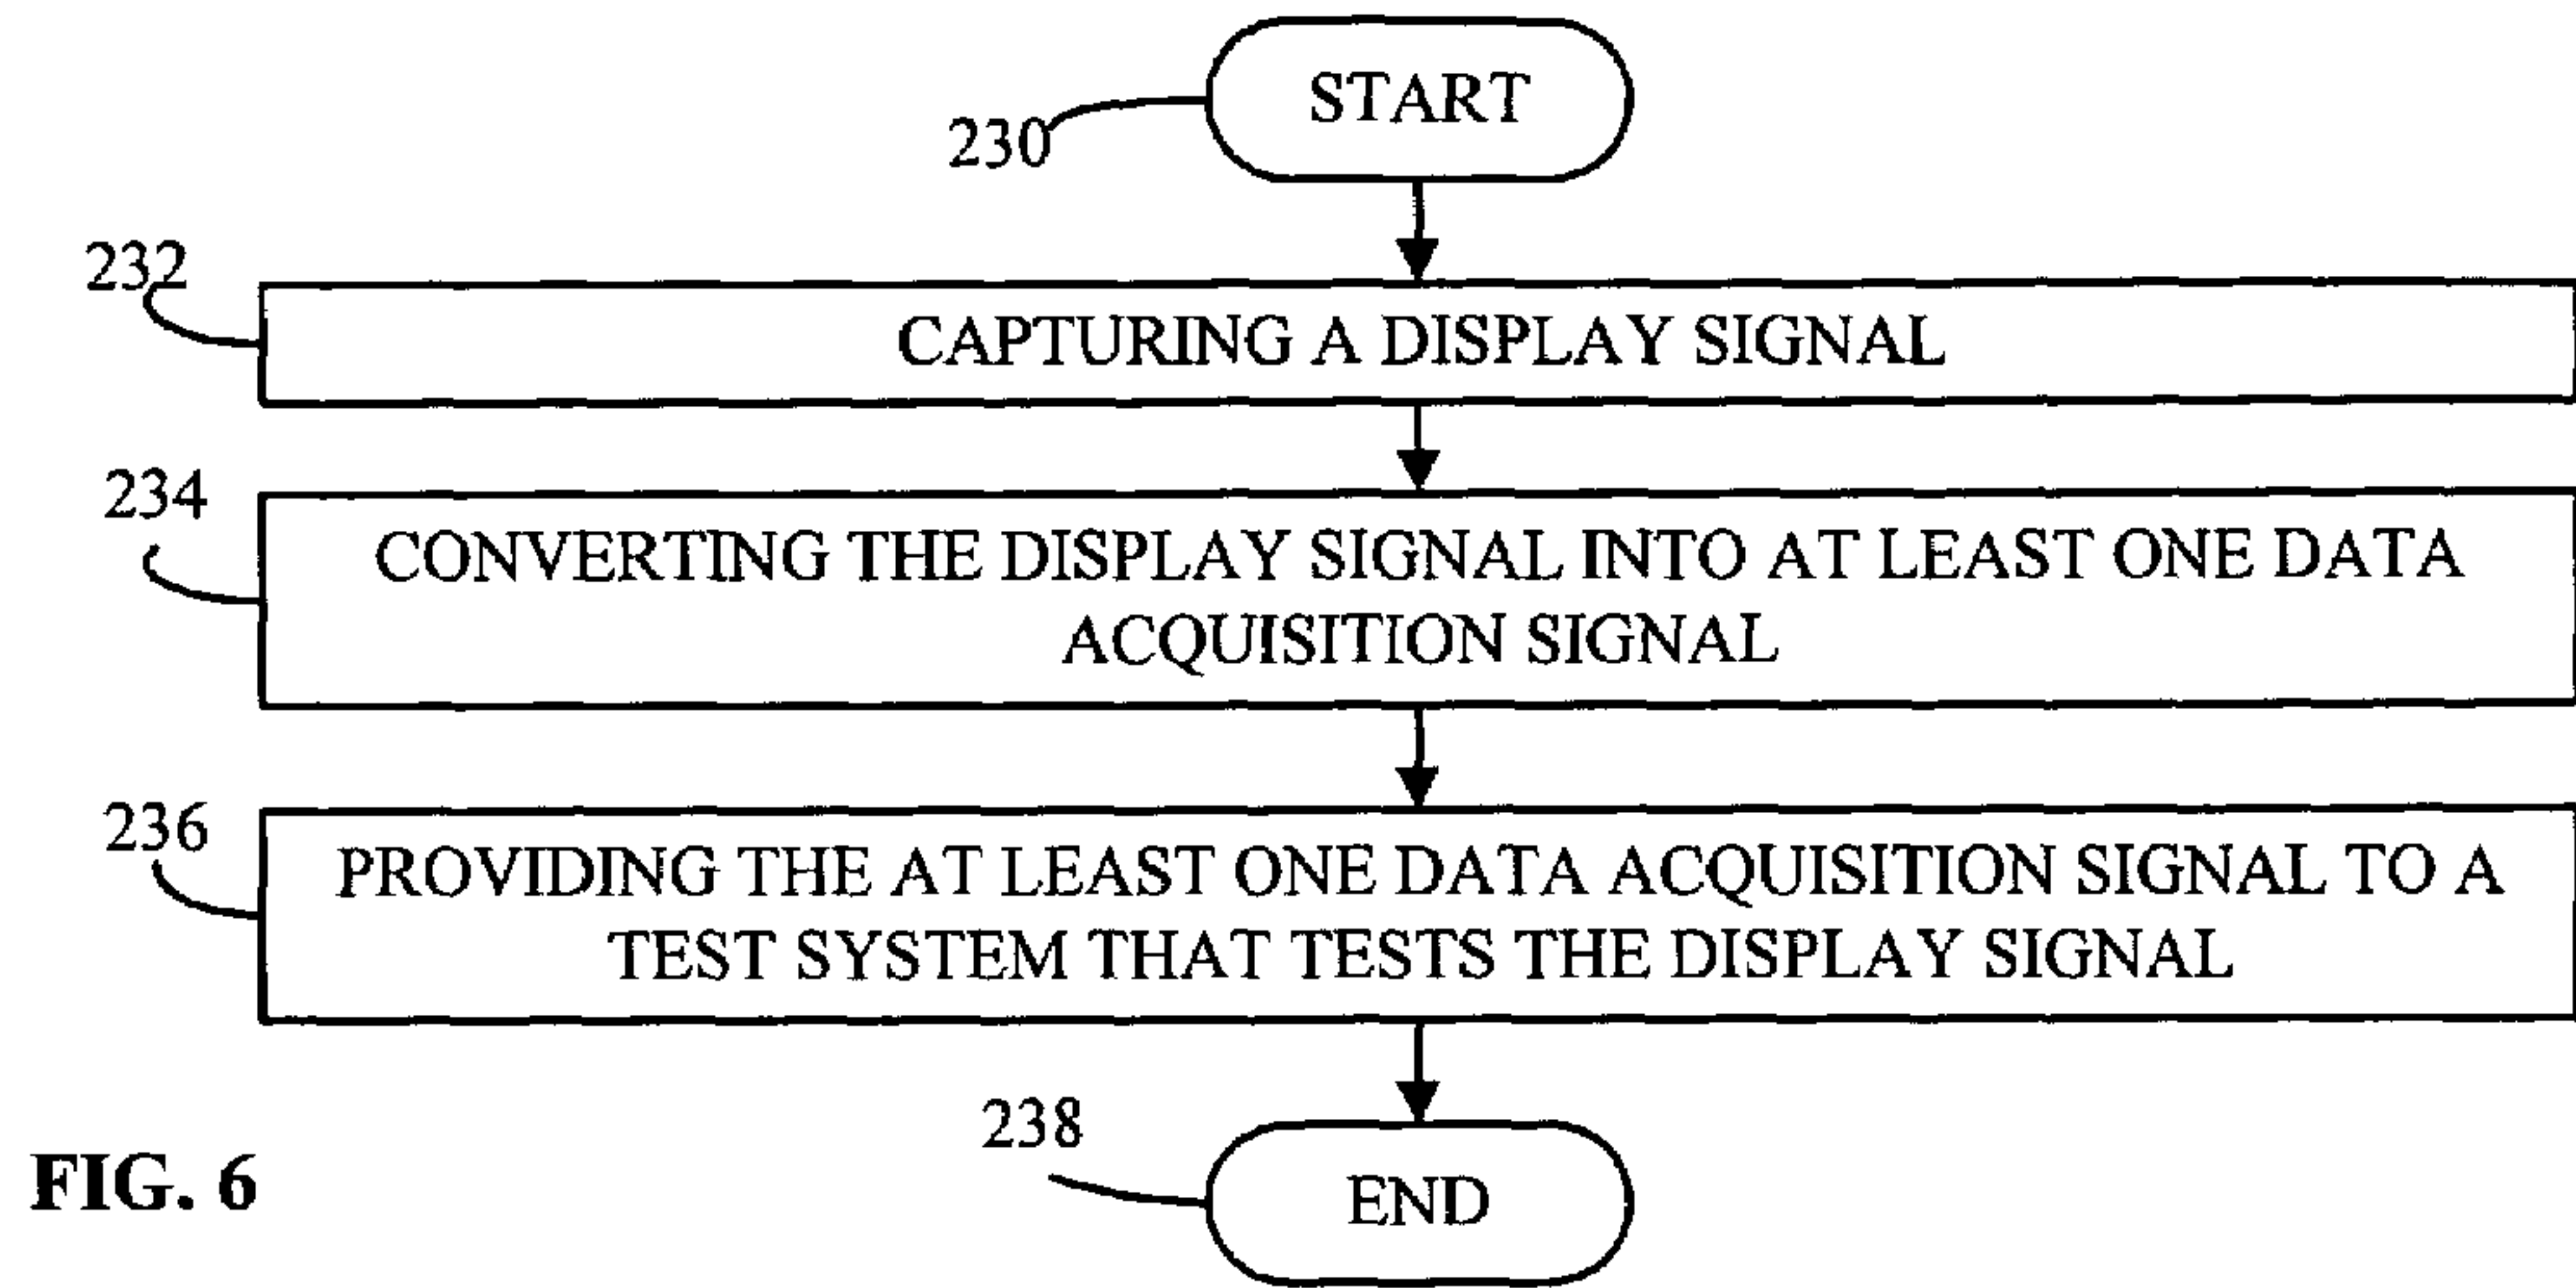 START
230
232
CAPTURING A DISPLAY SIGNAL
234
CONVERTING THE DISPLAY SIGNAL INTO AT LEAST ONE DATA
ACQUISITION SIGNAL
236
PROVIDING THE AT LEAST ONE DATA ACQUISITION SIGNAL TO A
TEST SYSTEM THAT TESTS THE DISPLAY SIGNAL
238
END
FIG. 6